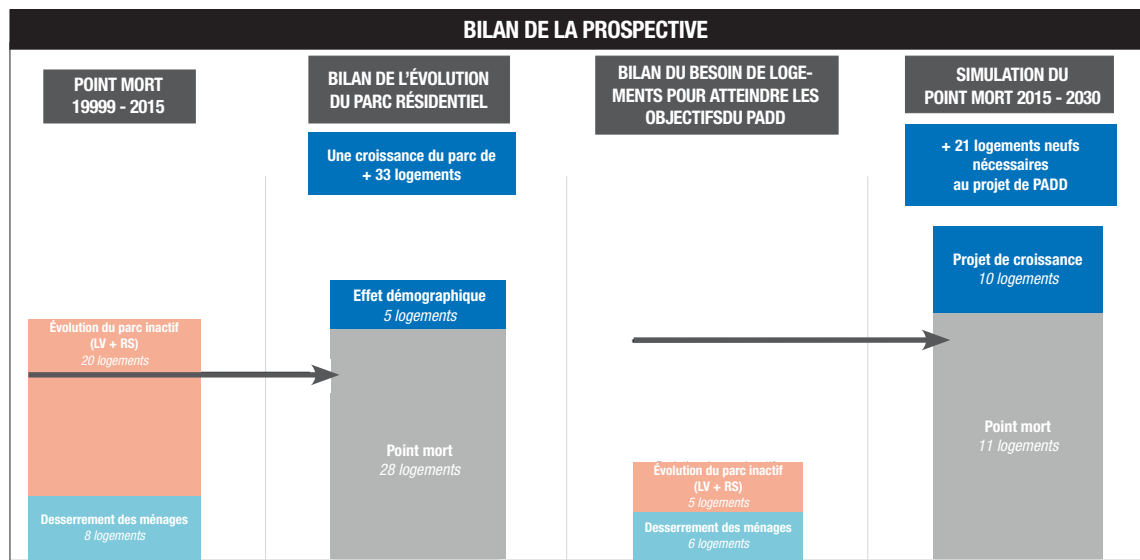 BILAN DE LA PROSPECTIVE
POINT MORT
19999 - 2015
BILAN DE L'ÉVOLUTION
DU PARC RÉSIDENTIEL
BILAN DU BESOIN DE LOGE-
MENTS POUR ATTEINDRE LES
OBJECTIFSDU PADD
SIMULATION DU
POINT MORT 2015 - 2030
Une croissance du parc de
+ 33 logements
+ 21 logements neufs
nécessaires
au projet de PADD
Évolution du parc inactif
(LV + RS)
20 logements
Desserrement des ménages
8 logements
Effet démographique
5 logements
Point mort
28 logements
Évolution du parc inactif
(LV + RS)
5 logements
Desserrement des ménages
6 logements
Projet de croissance
10 logements
Point mort
11 logements